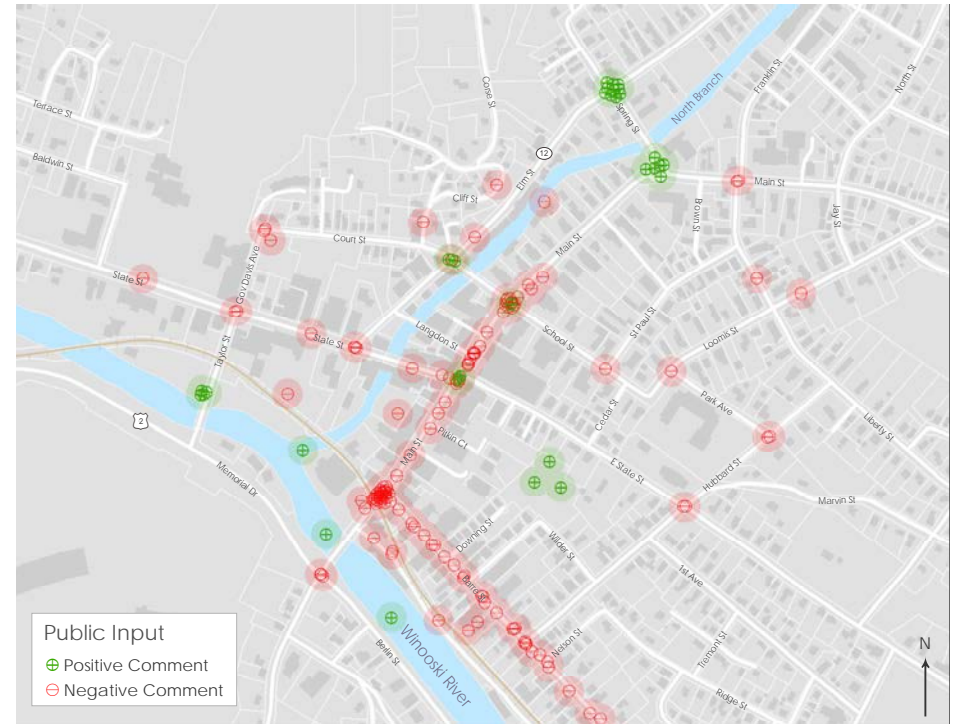 Terrace St
Baldwin St
Corse St
Spring St
North Branch
Franklin St
North St
12
Elm St
Cliff St
Main St
Brown St
Jay St
Court St
Main St
Gov Davis Ave
State St
Langdon St
School St
St Paul St
Loomis St
State St
Taylor St
Park Ave
Cedar St
Liberty St
2
Main St
Pitkin Ct
E State St
Hubbard St
Memorial Dr
Marvin St
Downing St
Wilder St
1st Ave
Barre St
Nelson St
Tremont St
Berlin St
Winooski River
Ridge St
N
Public Input
Positive Comment
Negative Comment